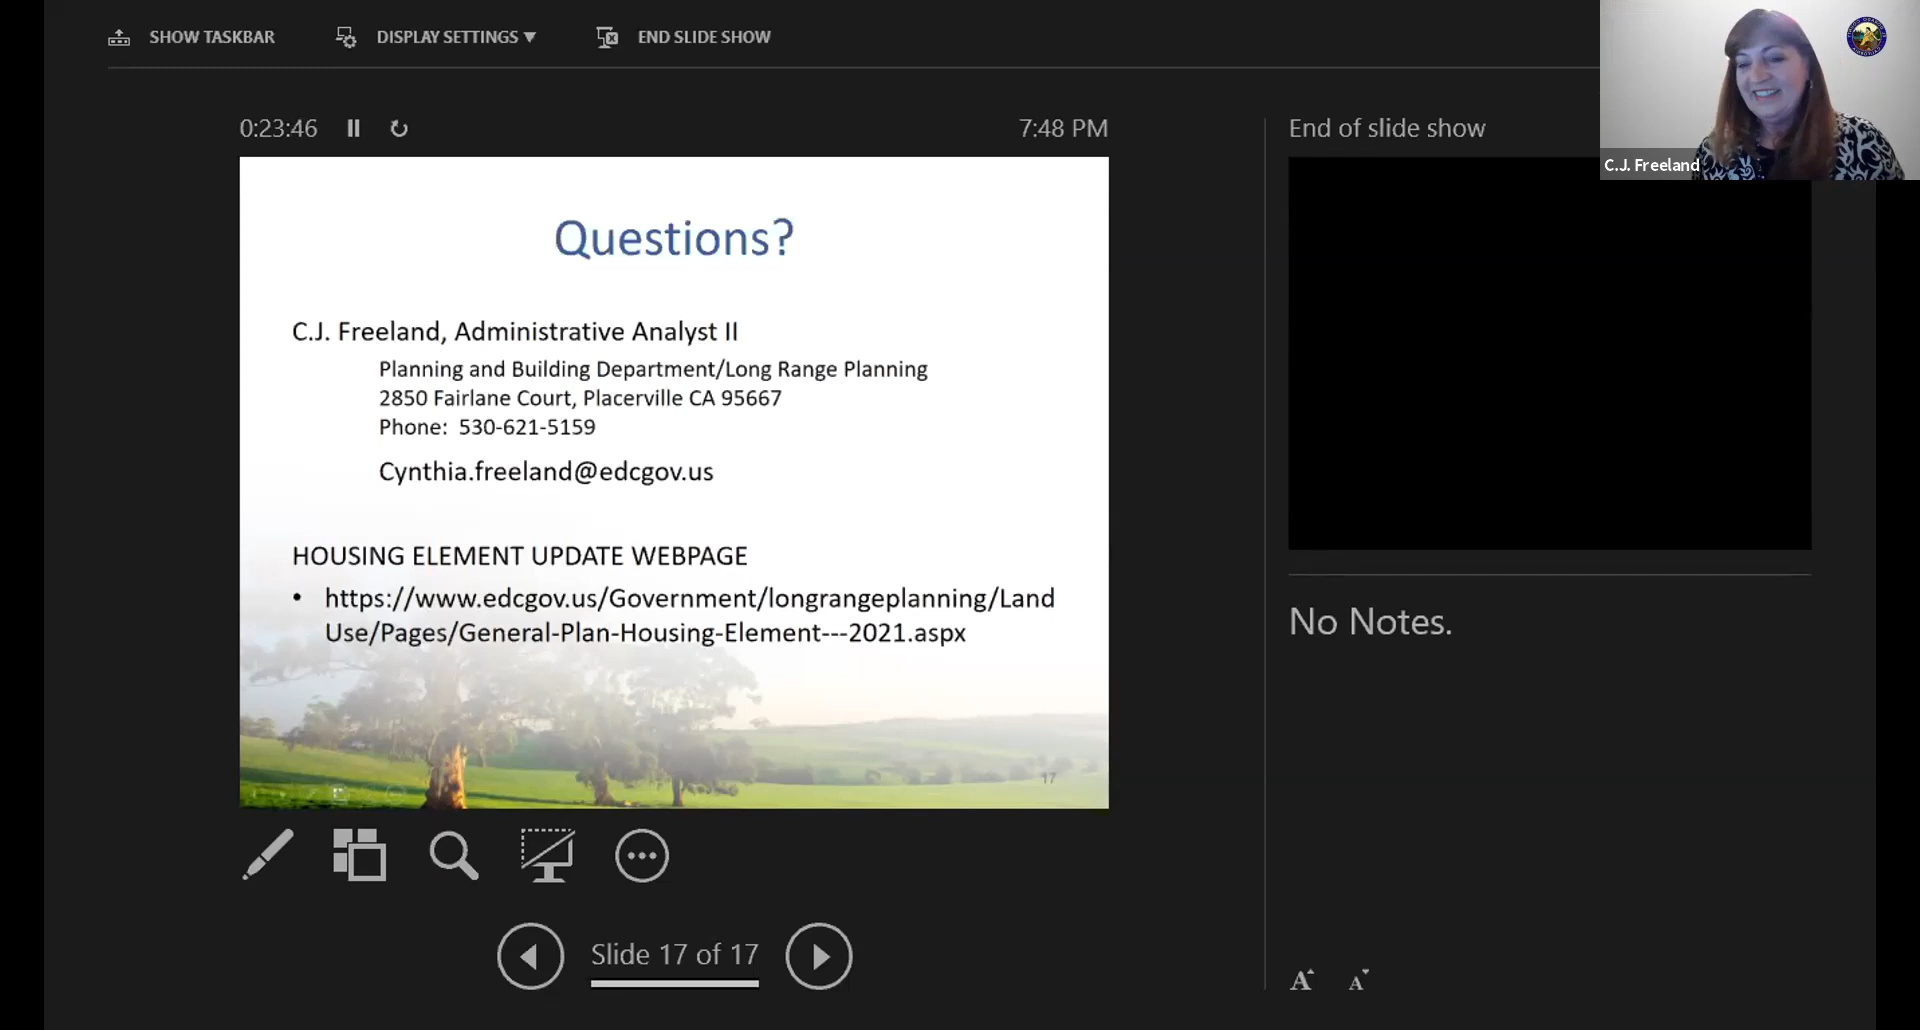 SHOW TASKBAR
DISPLAY SETTINGS ▼
END SLIDE SHOW
0:23:46
7:48 PM
Questions?
C.J. Freeland, Administrative Analyst II
Planning and Building Department/Long Range Planning
2850 Fairlane Court, Placerville CA 95667
Phone: 530-621-5159
Cynthia.freeland@edcgov.us
HOUSING ELEMENT UPDATE WEBPAGE
• https://www.edcgov.us/Government/longrangeplanning/Land
Use/Pages/General-Plan-Housing-Element---2021.aspx
17
Slide 17 of 17
End of slide show
C.J. Freeland
No Notes.
A A